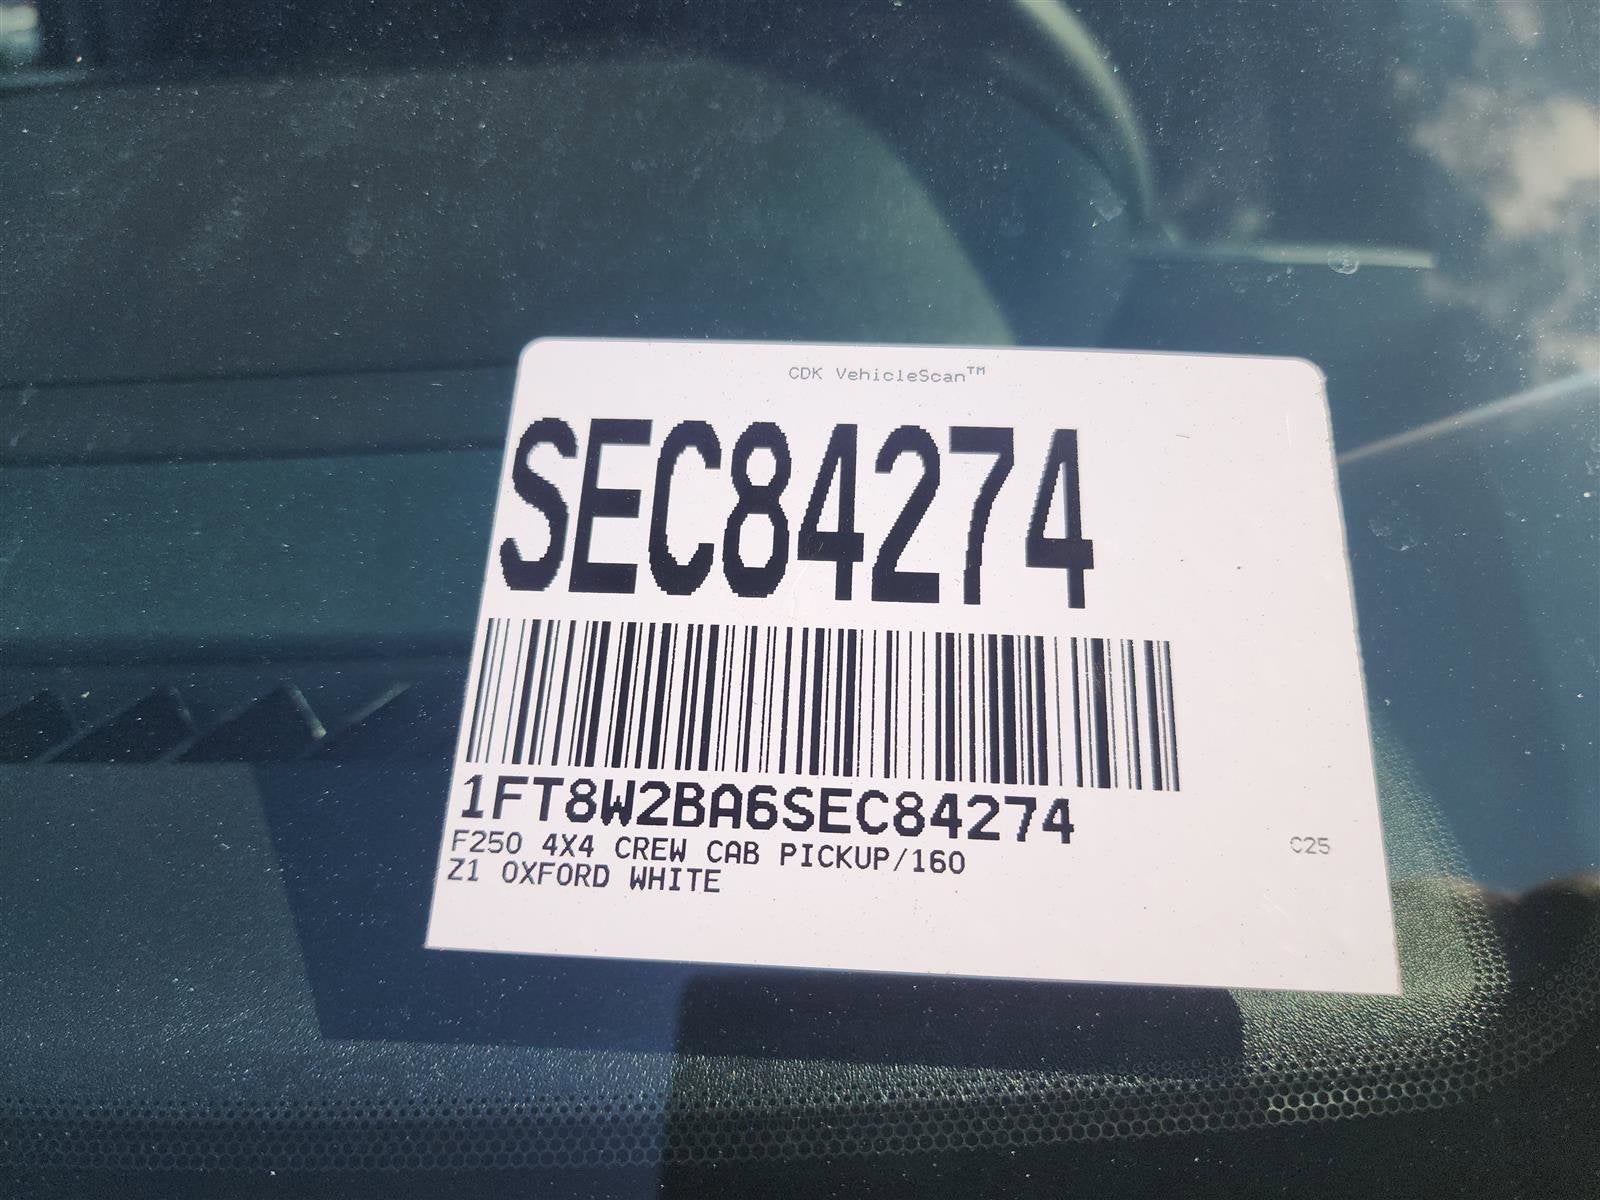 CDK VehicleScan™
SEC84274
1FT8W2BA6SEC84274
F250 4X4 CREW CAB PICKUP/160
C25
Z1 OXFORD WHITE